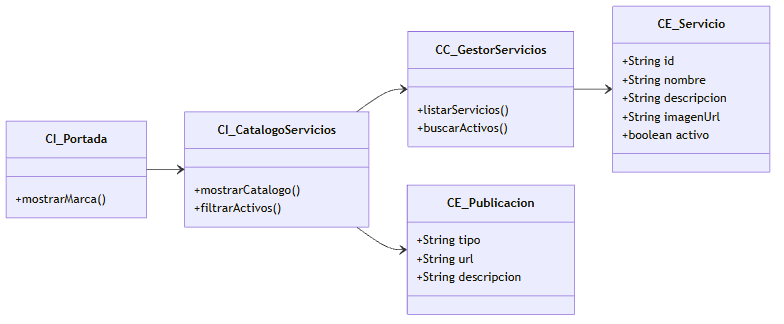 CI_Portada
+mostrarMarca()
CI_CatalogoServicios
+mostrarCatalogo()
+filtrarActivos()
CC_GestorServicios
+listarServicios()
+buscarActivos()
CE_Publicacion
+String tipo
+String url
+String descripcion
CE_Servicio
+String id
+String nombre
+String descripcion
+String imagenUrl
+boolean activo